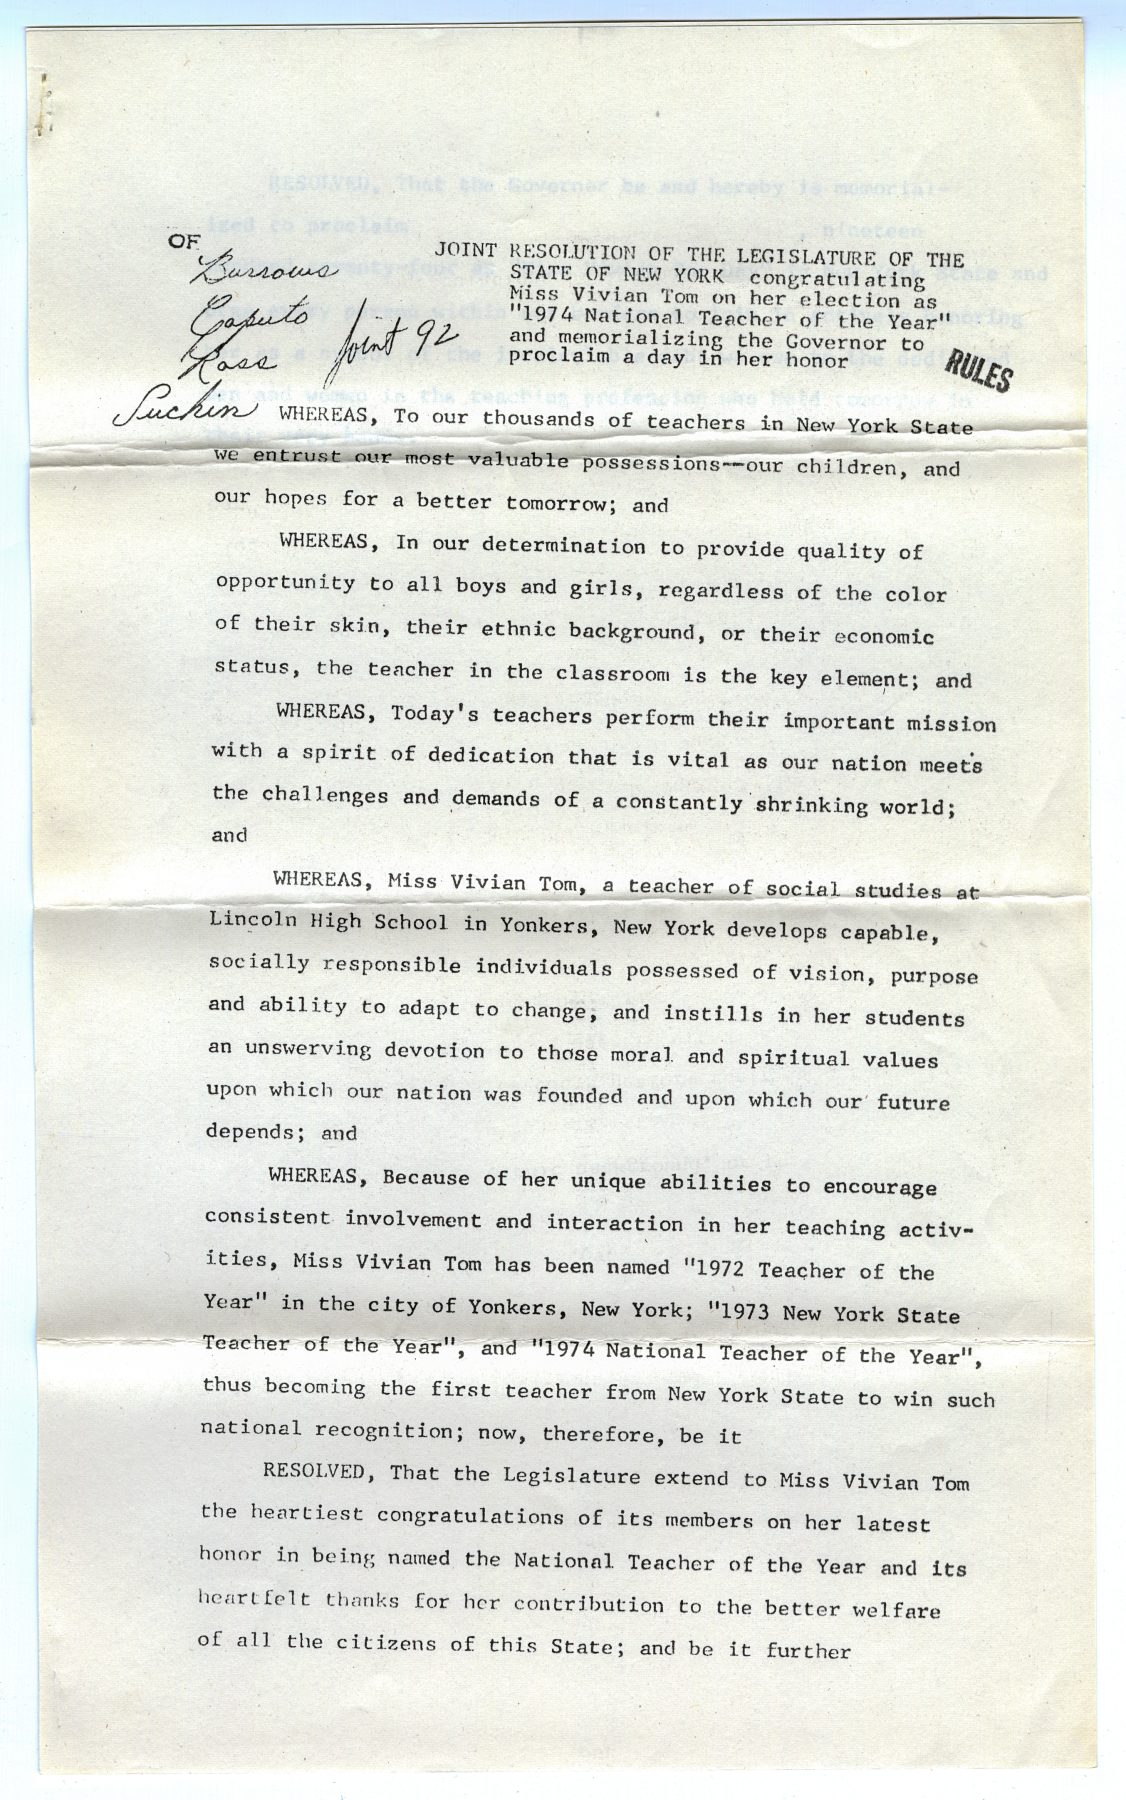 OF
Burrows
Caputo
Ross
Suchin
Joint 92
JOINT RESOLUTION OF THE LEGISLATURE OF THE
STATE OF NEW YORK congratulating
Miss Vivian Tom on her election as
"1974 National Teacher of the Year"
and memorializing the Governor to
proclaim a day in her honor
RULES
WHEREAS, To our thousands of teachers in New York State
we entrust our most valuable possessions--our children, and
our hopes for a better tomorrow; and
WHEREAS, In our determination to provide quality of
opportunity to all boys and girls, regardless of the color
of their skin, their ethnic background, or their economic
status, the teacher in the classroom is the key element; and
WHEREAS, Today's teachers perform their important mission
with a spirit of dedication that is vital as our nation meets
the challenges and demands of a constantly shrinking world;
and
WHEREAS, Miss Vivian Tom, a teacher of social studies at
Lincoln High School in Yonkers, New York develops capable,
socially responsible individuals possessed of vision, purpose
and ability to adapt to change, and instills in her students
an unswerving devotion to those moral and spiritual values
upon which our nation was founded and upon which our future
depends; and
WHEREAS, Because of her unique abilities to encourage
consistent involvement and interaction in her teaching activ-
ities, Miss Vivian Tom has been named "1972 Teacher of the
Year" in the city of Yonkers, New York; "1973 New York State
Teacher of the Year", and "1974 National Teacher of the Year",
thus becoming the first teacher from New York State to win such
national recognition; now, therefore, be it
RESOLVED, That the Legislature extend to Miss Vivian Tom
the heartiest congratulations of its members on her latest
honor in being named the National Teacher of the Year and its
heartfelt thanks for her contribution to the better welfare
of all the citizens of this State; and be it further